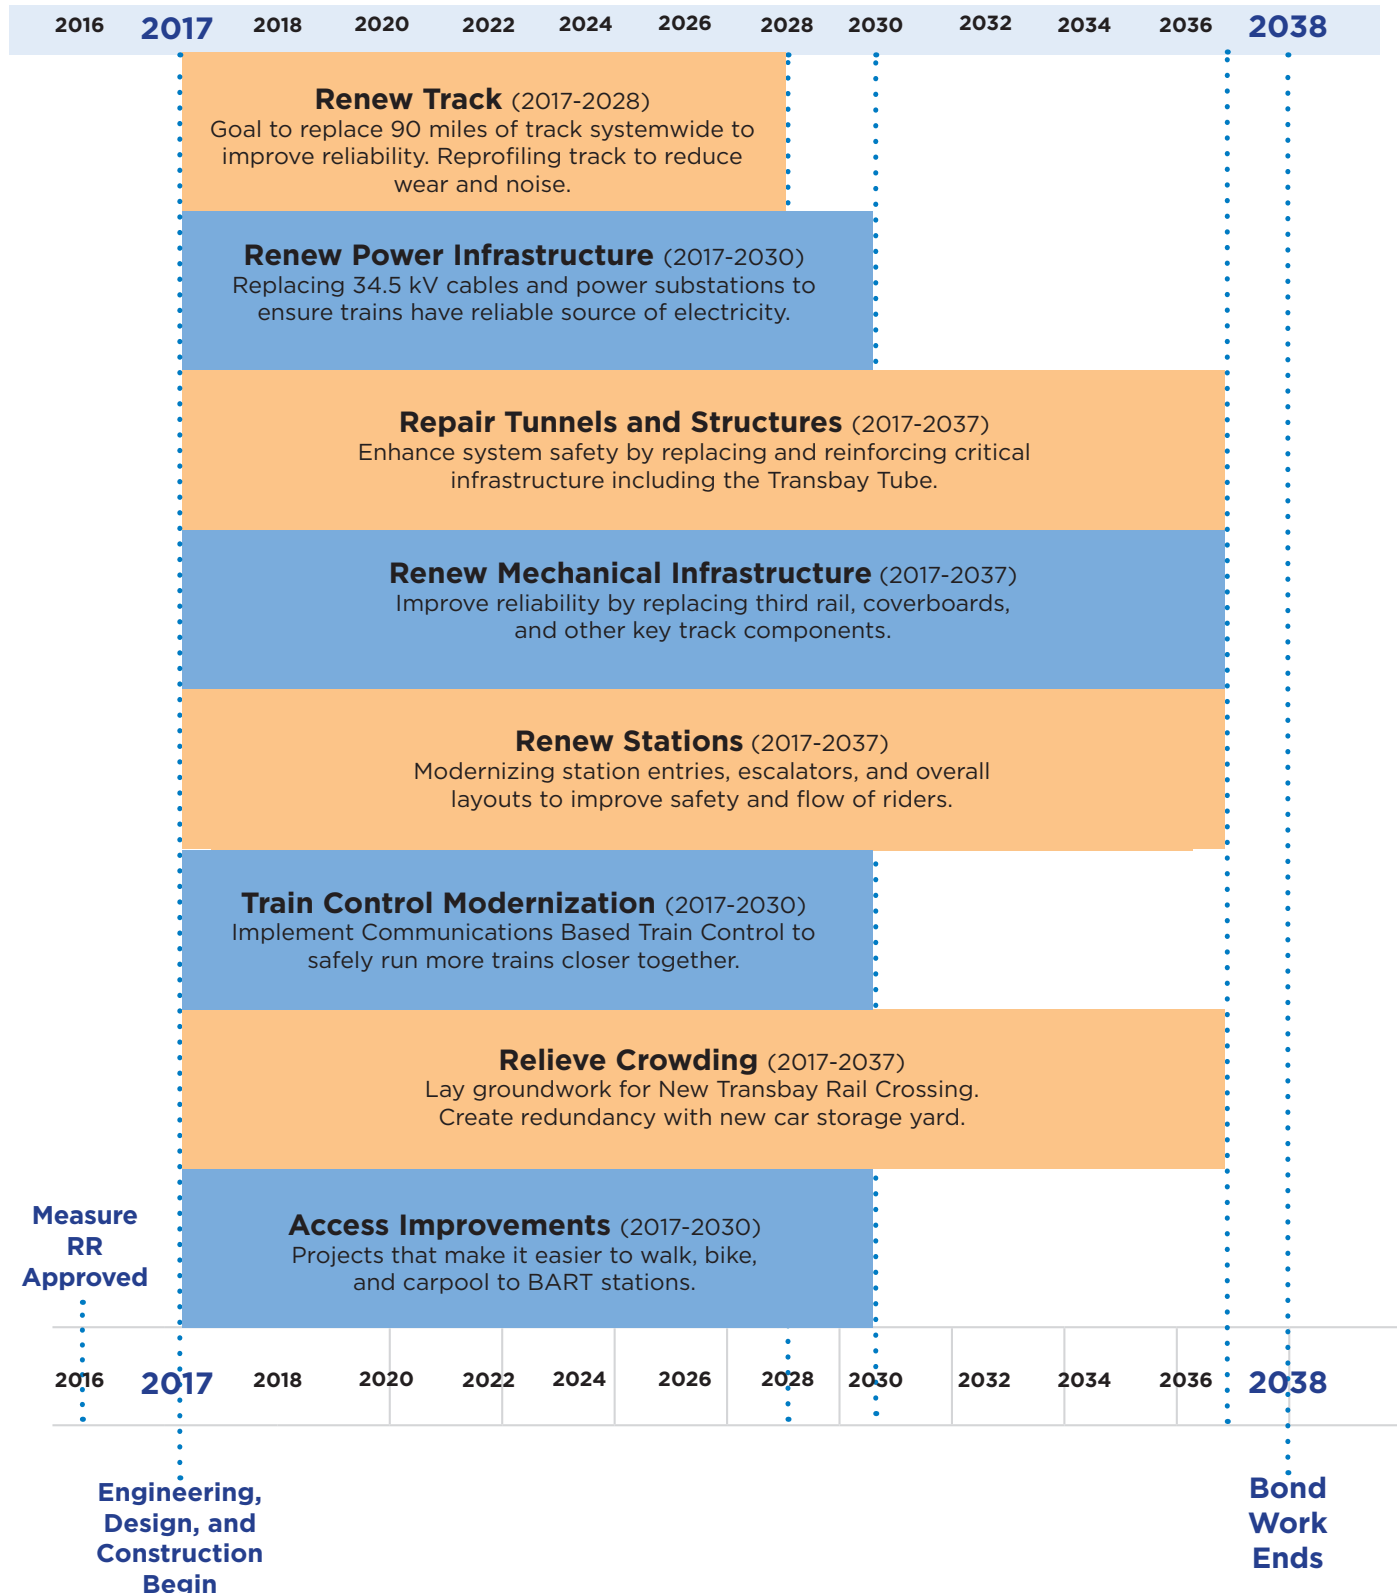 2016 2017 2018 2020 2022 2024 2026 2028 2030 2032 2034 2036 2038
Renew Track (2017-2028)
Goal to replace 90 miles of track systemwide to
improve reliability. Reprofiling track to reduce
wear and noise.
Renew Power Infrastructure (2017-2030)
Replacing 34.5 kV cables and power substations to
ensure trains have reliable source of electricity.
Repair Tunnels and Structures (2017-2037)
Enhance system safety by replacing and reinforcing critical
infrastructure including the Transbay Tube.
Renew Mechanical Infrastructure (2017-2037)
Improve reliability by replacing third rail, coverboards,
and other key track components.
Renew Stations (2017-2037)
Modernizing station entries, escalators, and overall
layouts to improve safety and flow of riders.
Train Control Modernization (2017-2030)
Implement Communications Based Train Control to
safely run more trains closer together.
Relieve Crowding (2017-2037)
Lay groundwork for New Transbay Rail Crossing.
Create redundancy with new car storage yard.
Measure
RR
Approved
Access Improvements (2017-2030)
Projects that make it easier to walk, bike,
and carpool to BART stations.
2016 2017 2018 2020 2022 2024 2026 2028 2030 2032 2034 2036 2038
Engineering,
Design, and
Construction
Begin
Bond
Work
Ends